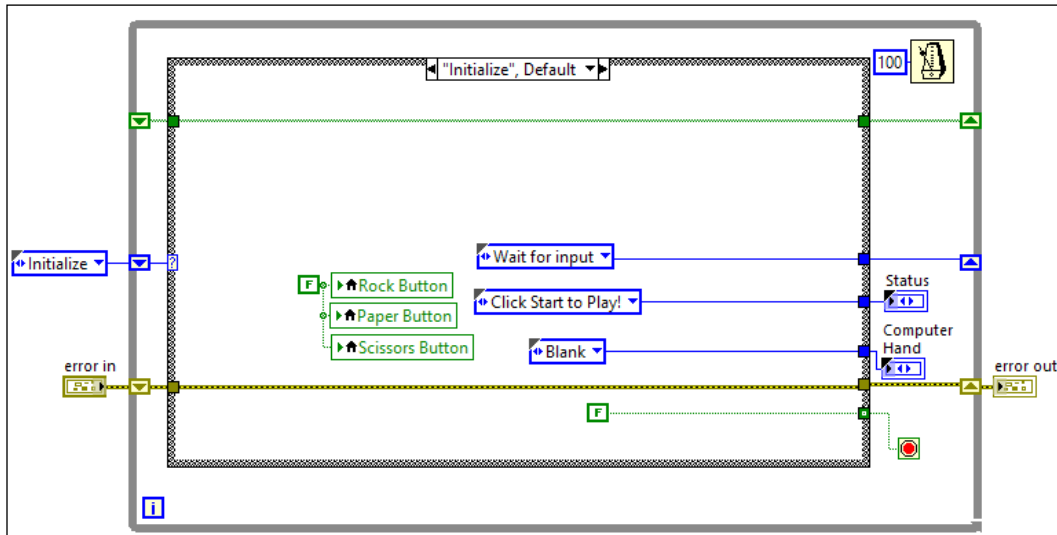 "Initialize", Default
100
Initialize
?
Wait for input
F
Rock Button
Paper Button
Scissors Button
Click Start to Play!
Status
Blank
Computer
Hand
error in
error out
F
i